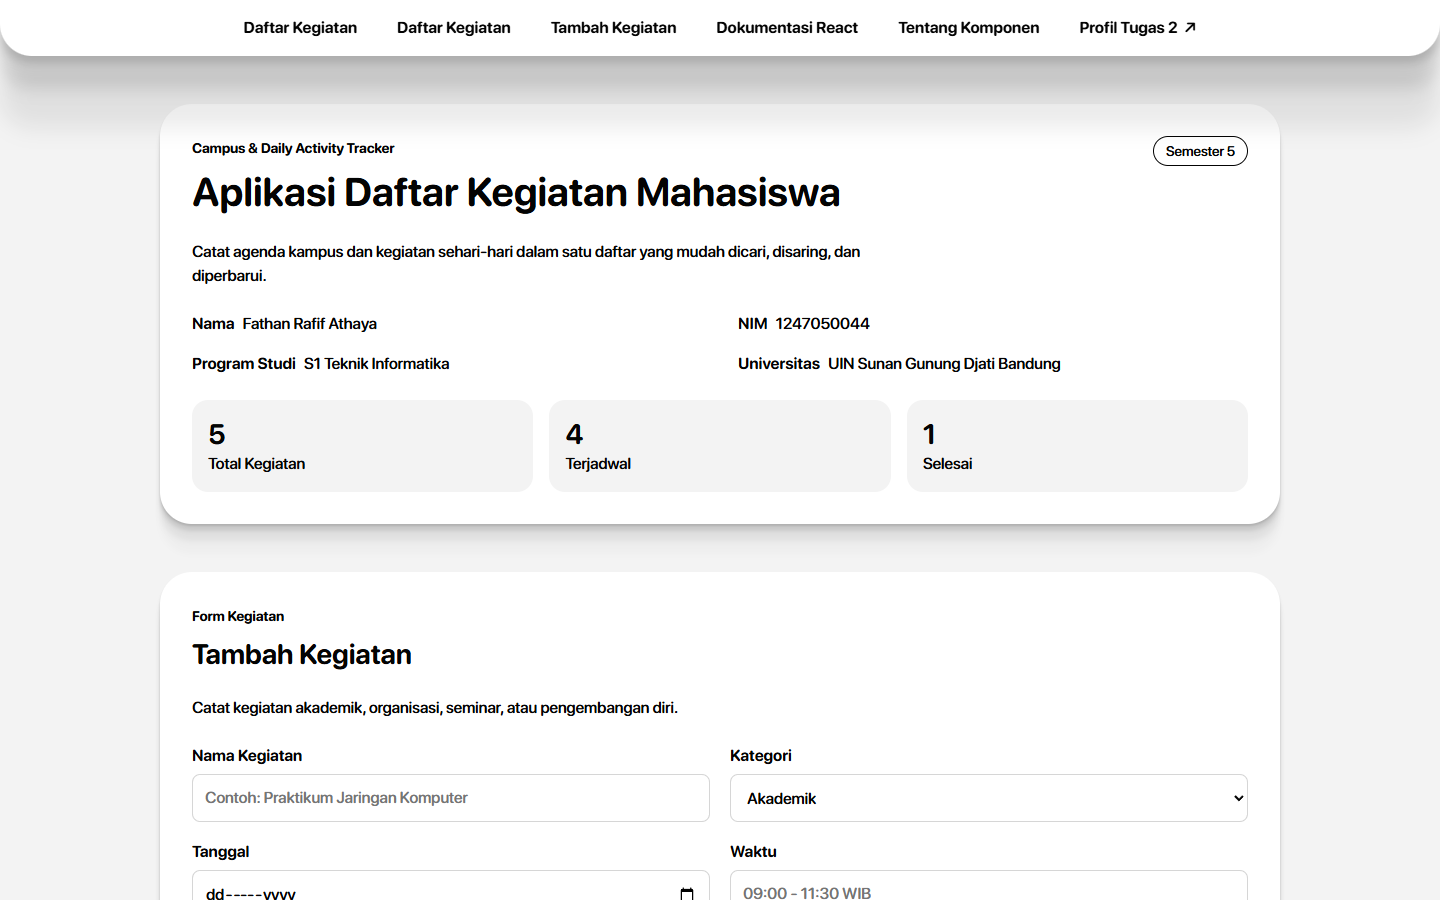 Daftar Kegiatan
Daftar Kegiatan
Tambah Kegiatan
Dokumentasi React
Tentang Komponen
Profil Tugas 2 ↗
Campus & Daily Activity Tracker
Semester 5
Aplikasi Daftar Kegiatan Mahasiswa
Catat agenda kampus dan kegiatan sehari-hari dalam satu daftar yang mudah dicari, disaring, dan
diperbarui.
Nama Fathan Rafif Athaya
NIM 1247050044
Program Studi S1 Teknik Informatika
Universitas UIN Sunan Gunung Djati Bandung
5
Total Kegiatan
4
Terjadwal
1
Selesai
Form Kegiatan
Tambah Kegiatan
Catat kegiatan akademik, organisasi, seminar, atau pengembangan diri.
Nama Kegiatan
Contoh: Praktikum Jaringan Komputer
Kategori
Akademik
Tanggal
dd-----yyyy
Waktu
09:00 - 11:30 WIB